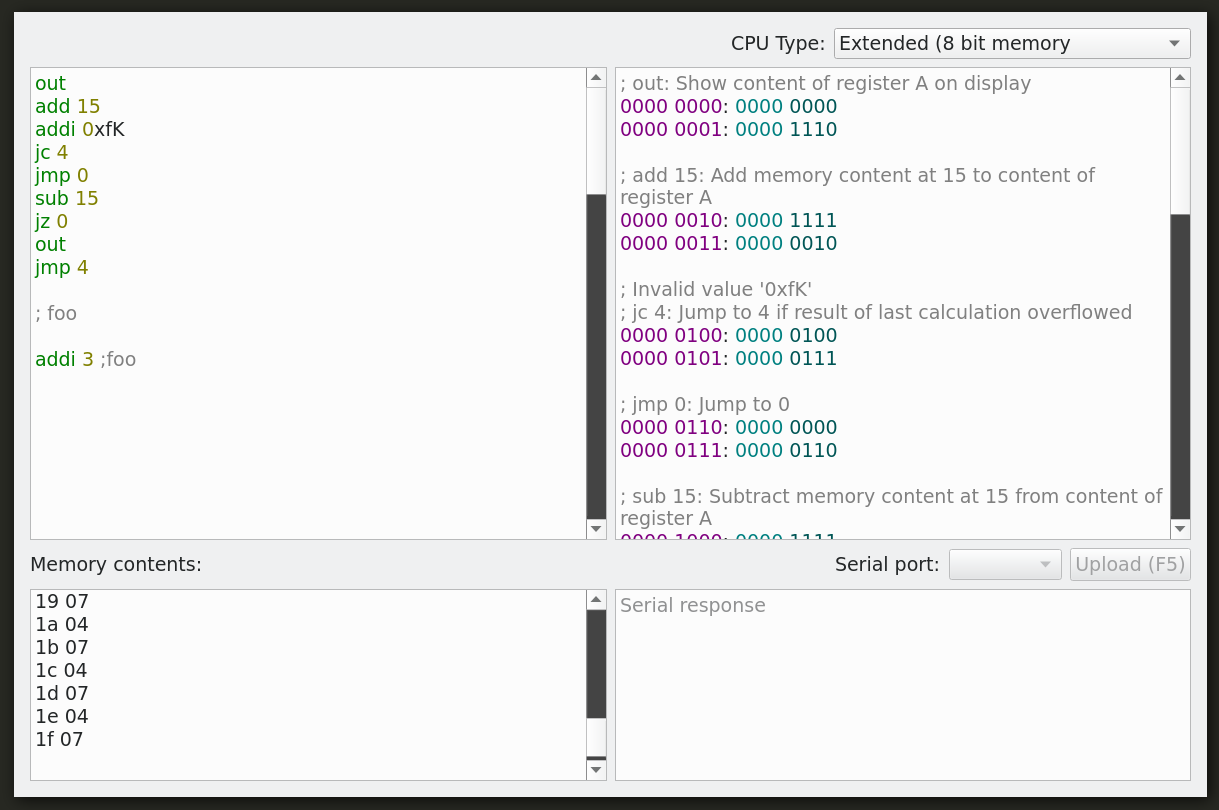 CPU Type: Extended (8 bit memory
out
add 15
addi 0xfK
jc 4
jmp 0
sub 15
jz 0
out
jmp 4
; foo
addi 3 ;foo
; out: Show content of register A on display
0000 0000: 0000 0000
0000 0001: 0000 1110
; add 15: Add memory content at 15 to content of
register A
0000 0010: 0000 1111
0000 0011: 0000 0010
; Invalid value '0xfK'
; jc 4: Jump to 4 if result of last calculation overflowed
0000 0100: 0000 0100
0000 0101: 0000 0111
; jmp 0: Jump to 0
0000 0110: 0000 0000
0000 0111: 0000 0110
; sub 15: Subtract memory content at 15 from content of
register A
0000 1000: 0000 1111
Memory contents:
Serial port:
Upload (F5)
19 07
1a 04
1b 07
1c 04
1d 07
1e 04
1f 07
Serial response